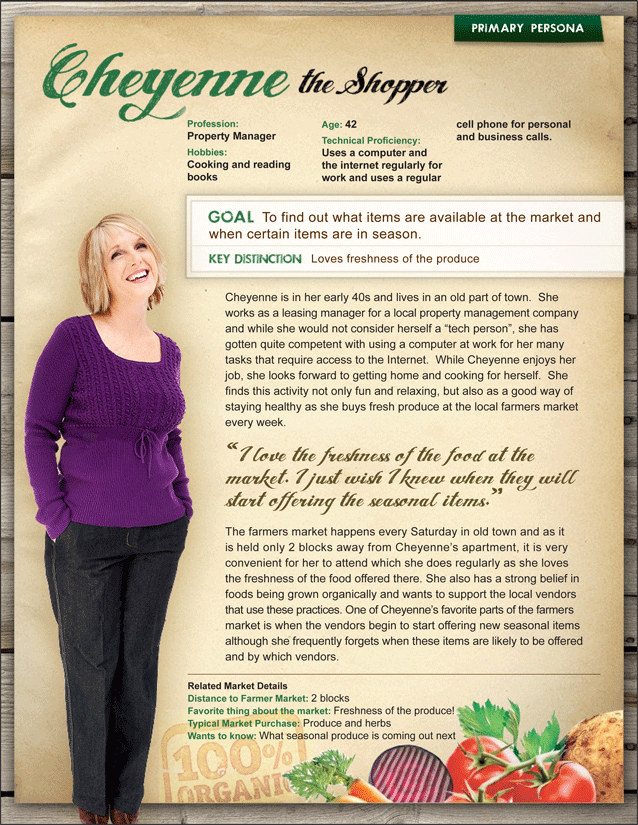 PRIMARY PERSONA
Cheyenne the Shopper
Profession:
Property Manager
Hobbies:
Cooking and reading
books
Age: 42
Technical Proficiency:
Uses a computer and
the internet regularly for
work and uses a regular
cell phone for personal
and business calls.
GOAL To find out what items are available at the market and
when certain items are in season.
KEY DISTINCTION Loves freshness of the produce
Cheyenne is in her early 40s and lives in an old part of town. She
works as a leasing manager for a local property management company
and while she would not consider herself a “tech person”, she has
gotten quite competent with using a computer at work for her many
tasks that require access to the Internet. While Cheyenne enjoys her
job, she looks forward to getting home and cooking for herself. She
finds this activity not only fun and relaxing, but also as a good way of
staying healthy as she buys fresh produce at the local farmers market
every week.
“I love the freshness of the food at the
market. I just wish I knew when they will
start offering the seasonal items.”
The farmers market happens every Saturday in old town and as it
is held only 2 blocks away from Cheyenne’s apartment, it is very
convenient for her to attend which she does regularly as she loves
the freshness of the food offered there. She also has a strong belief in
foods being grown organically and wants to support the local vendors
that use these practices. One of Cheyenne’s favorite parts of the farmers
market is when the vendors begin to start offering new seasonal items
although she frequently forgets when these items are likely to be offered
and by which vendors.
Related Market Details
Distance to Farmer Market: 2 blocks
Favorite thing about the market: Freshness of the produce!
Typical Market Purchase: Produce and herbs
Wants to know: What seasonal produce is coming out next
100%
ORGANIC